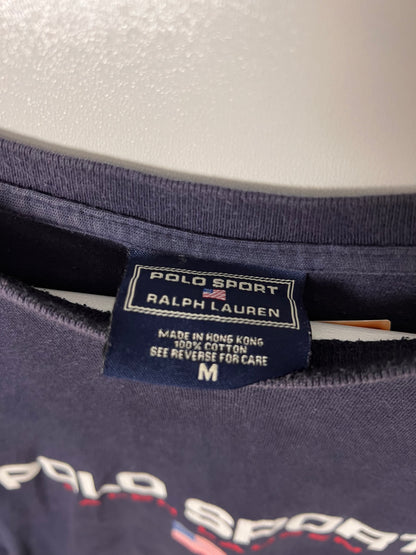 POLO SPORT
RALPH LAUREN
MADE IN HONG KONG
100% COTTON
SEE REVERSE FOR CARE
M
POLO SPORT